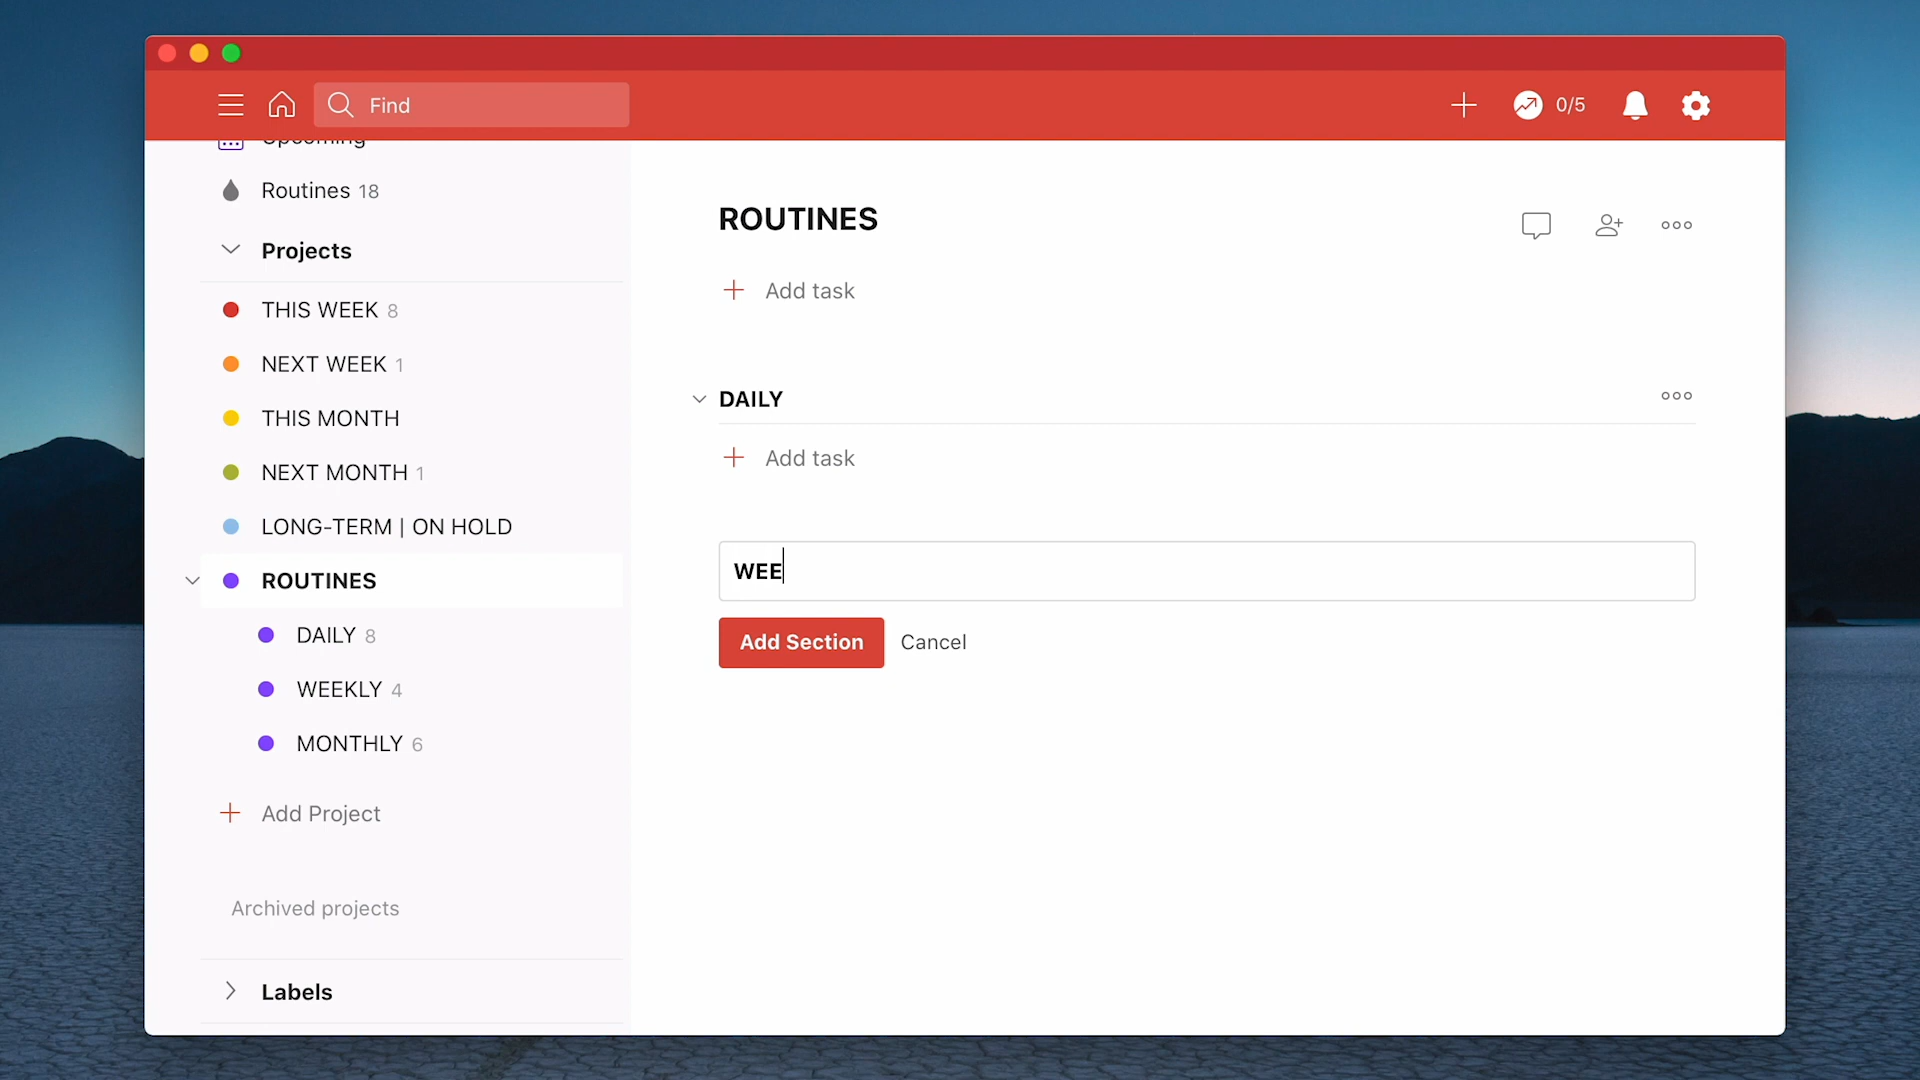 Find
0/5
Upcoming
Routines 18
Projects
THIS WEEK 8
NEXT WEEK 1
THIS MONTH
NEXT MONTH 1
LONG-TERM | ON HOLD
ROUTINES
DAILY 8
WEEKLY 4
MONTHLY 6
Add Project
Archived projects
Labels
ROUTINES
Add task
DAILY
Add task
WEE
Add Section Cancel